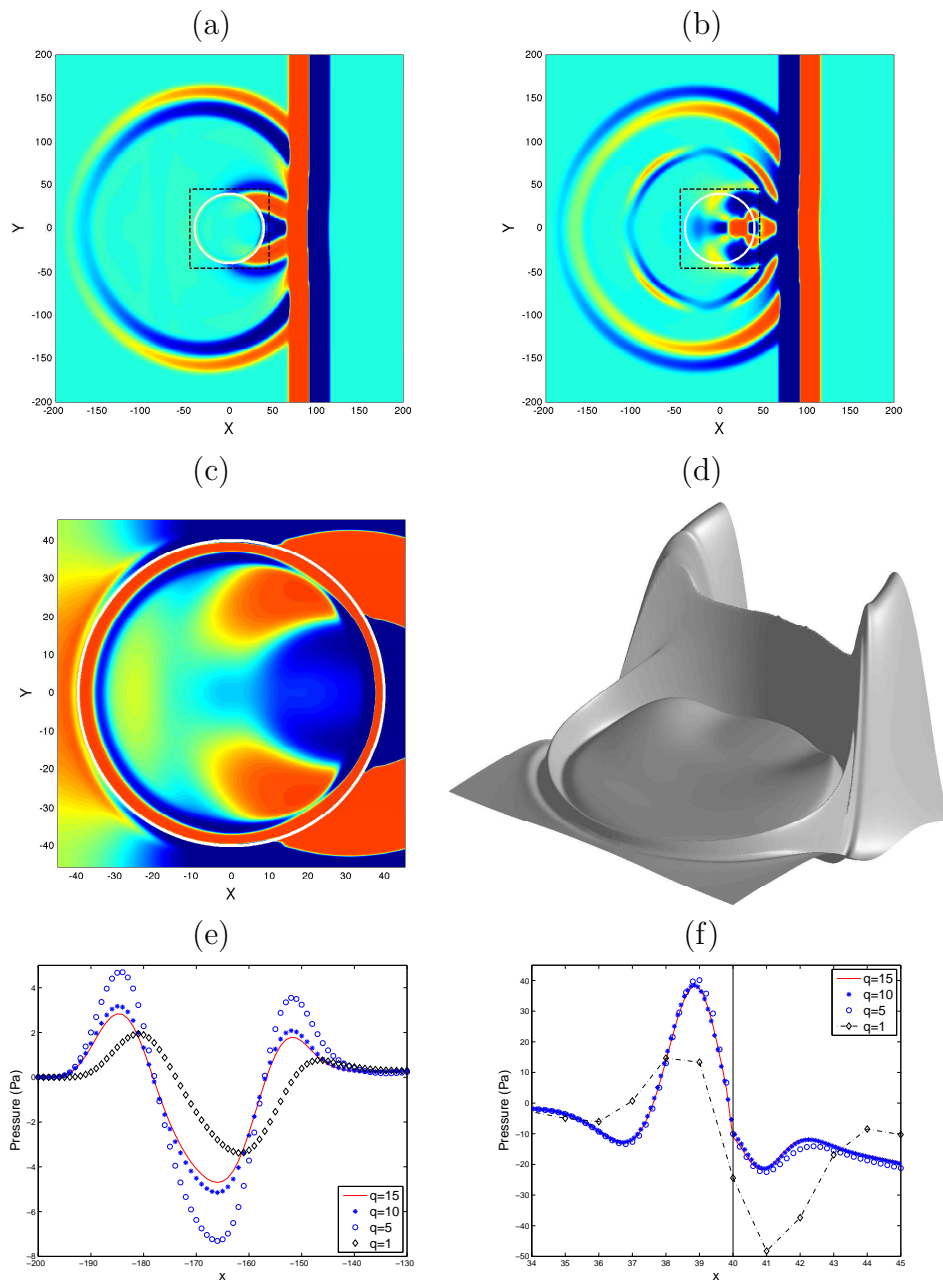 (a)
(b)
200
150
100
50
0
-50
-100
-150
-200
Y
-200 -150 -100 -50 0 50 100 150 200
X
200
150
100
50
0
-50
-100
-150
-200
Y
-200 -150 -100 -50 0 50 100 150 200
X
(c)
(d)
40
30
20
10
0
-10
-20
-30
-40
Y
-40 -30 -20 -10 0 10 20 30 40
X
(e)
(f)
4
2
0
−2
−4
−6
−8
Pressure (Pa)
−200 −190 −180 −170 −160 −150 −140 −130
x
q=15
q=10
q=5
q=1
40
30
20
10
0
−10
−20
−30
−40
−50
Pressure (Pa)
34 35 36 37 38 39 40 41 42 43 44 45
x
q=15
q=10
q=5
q=1